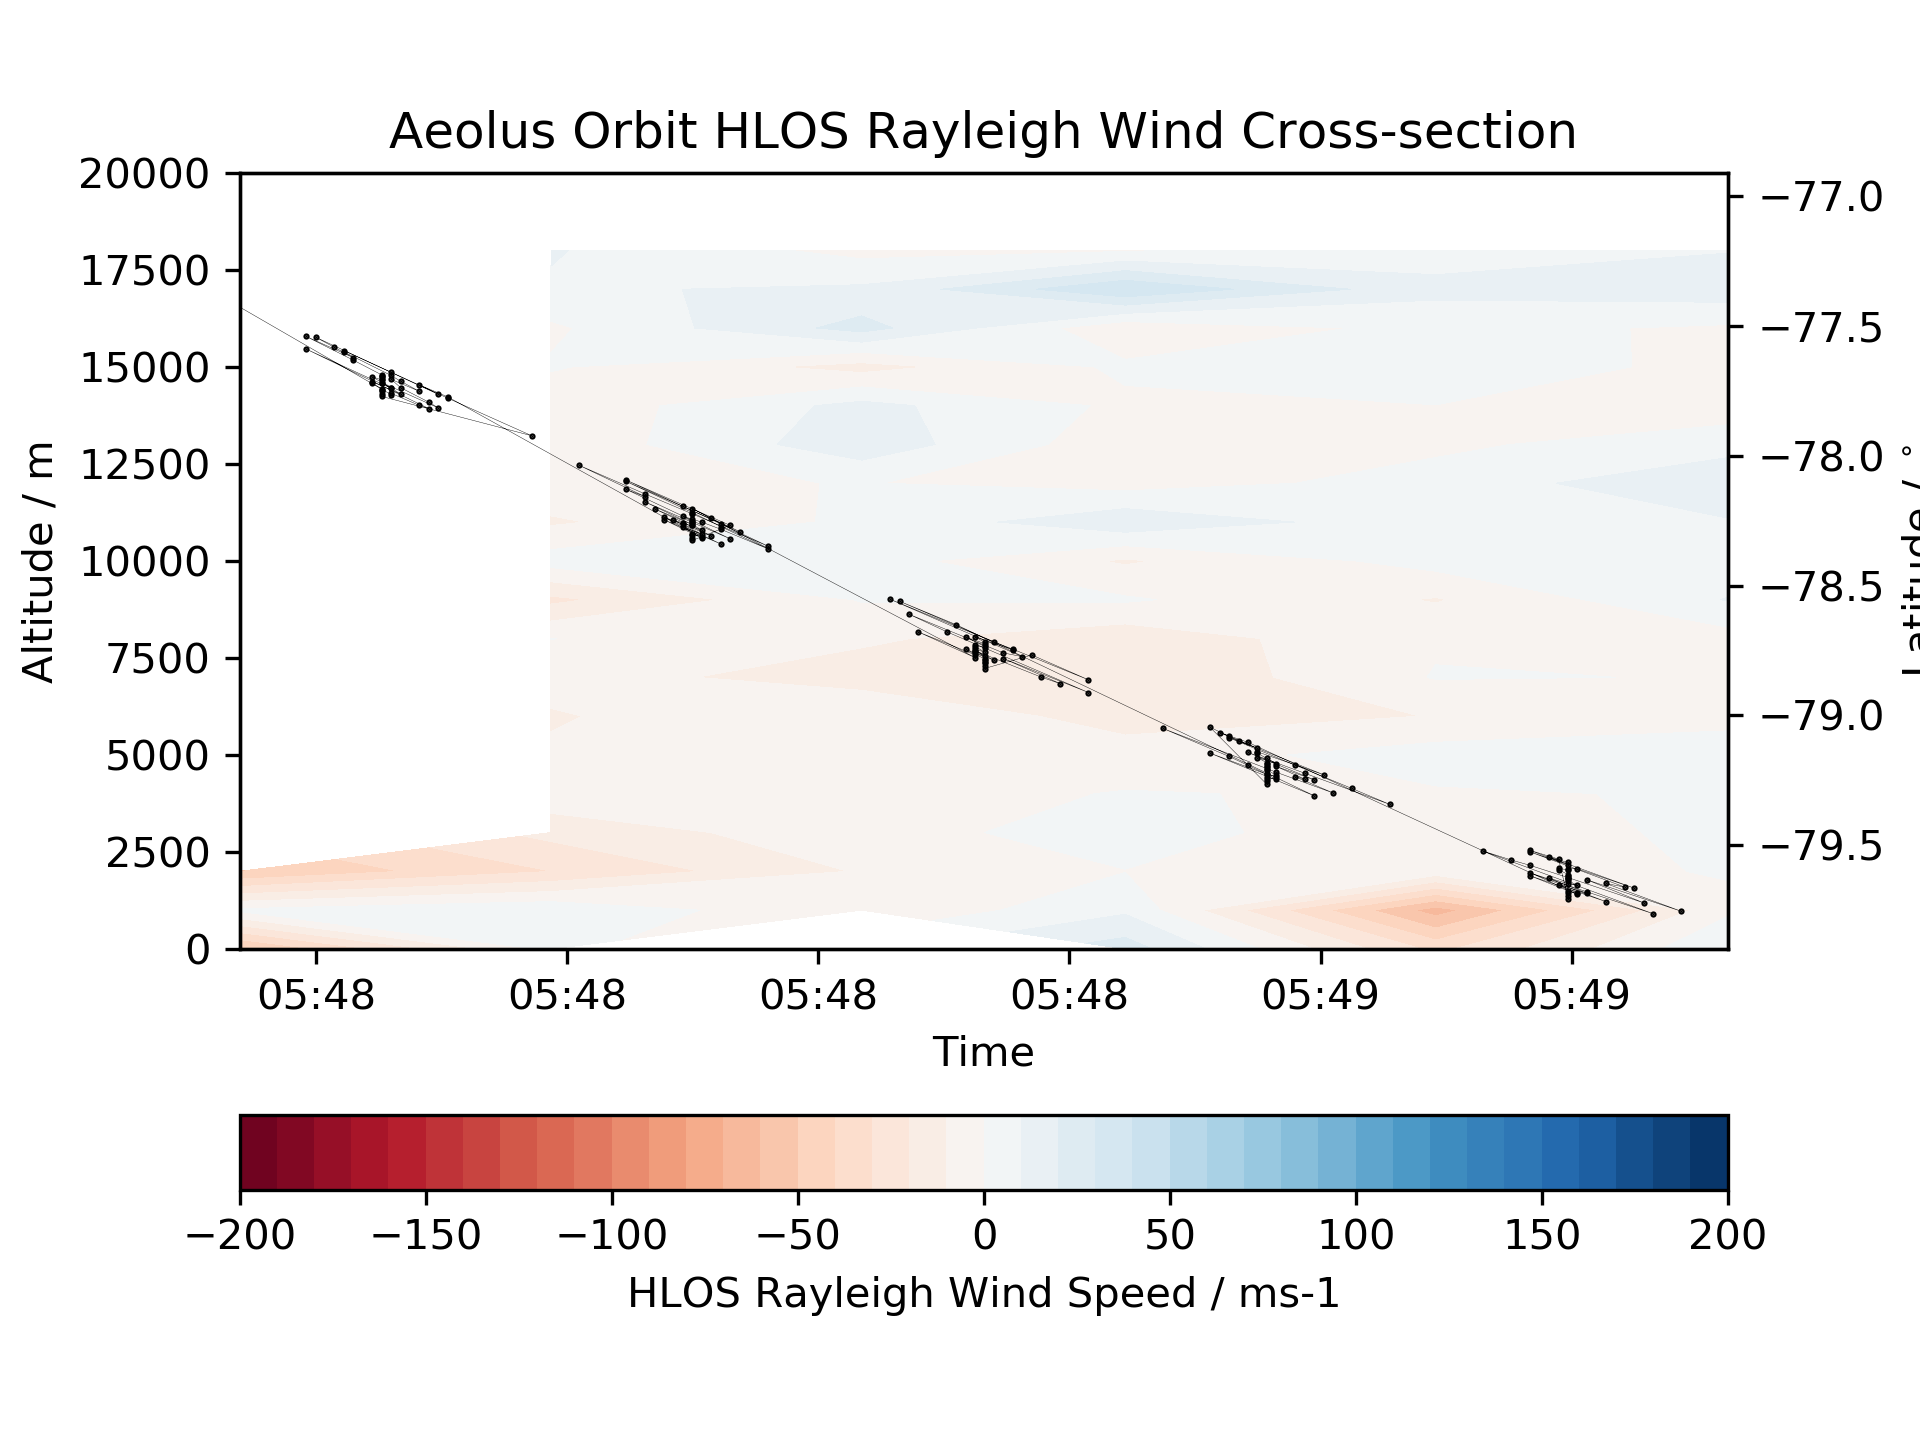 Aeolus Orbit HLOS Rayleigh Wind Cross-section
20000
17500
15000
12500
10000
7500
5000
2500
0
Altitude / m
−77.0
−77.5
−78.0
−78.5
−79.0
−79.5
Latitude / °
05:48 05:48 05:48 05:48 05:49 05:49
Time
−200 −150 −100 −50 0 50 100 150 200
HLOS Rayleigh Wind Speed / ms-1